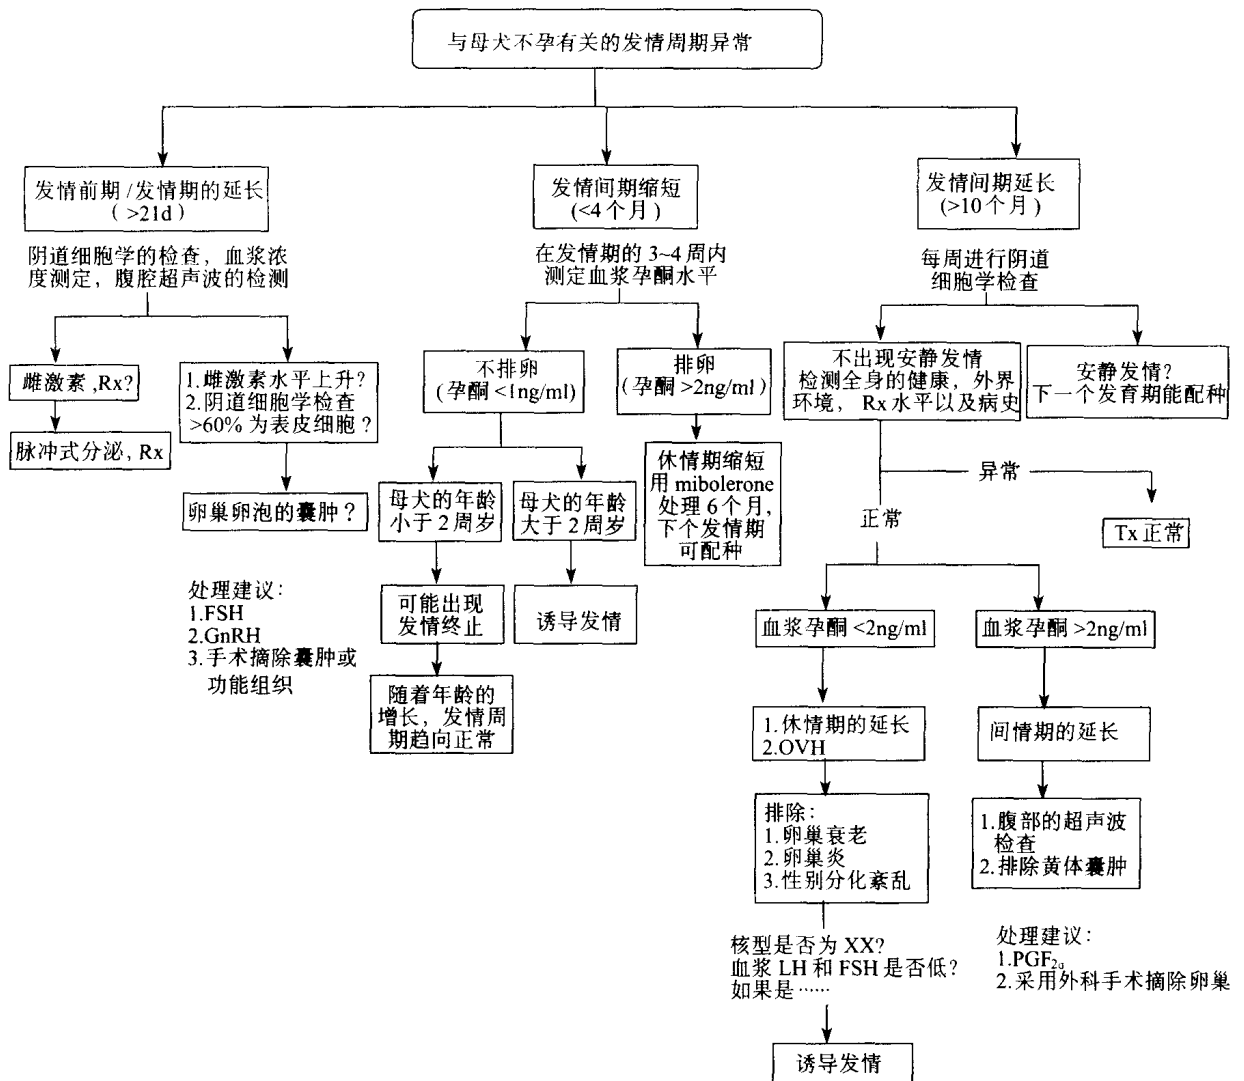 与母犬不孕有关的发情周期异常
发情前期/发情期的延长
(>21d)
阴道细胞学的检查，血浆浓
度测定，腹腔超声波的检测
雌激素,Rx?
脉冲式分泌,Rx
1.雌激素水平上升?
2.阴道细胞学检查
>60%为表皮细胞?
卵巢卵泡的囊肿?
处理建议:
1.FSH
2.GnRH
3.手术摘除囊肿或
功能组织
发情间期缩短
(<4个月)
在发情期的3~4周内
测定血浆孕酮水平
不排卵
(孕酮<1ng/ml)
母犬的年龄
小于2周岁
可能出现
发情终止
随着年龄的
增长，发情周
期趋向正常
母犬的年龄
大于2周岁
诱导发情
排卵
(孕酮>2ng/ml)
休情期缩短
用mibolerone
处理6个月,
下个发情期
可配种
发情间期延长
(>10个月)
每周进行阴道
细胞学检查
不出现安静发情
检测全身的健康，外界
环境，Rx水平以及病史
安静发情?
下一个发育期能配种
异常
Tx正常
正常
血浆孕酮<2ng/ml
1.休情期的延长
2.OVH
排除:
1.卵巢衰老
2.卵巢炎
3.性别分化紊乱
核型是否为XX?
血浆LH和FSH是否低?
如果是……
诱导发情
血浆孕酮>2ng/ml
间情期的延长
1.腹部的超声波
检查
2.排除黄体囊肿
处理建议:
1.PGF₂α
2.采用外科手术摘除卵巢